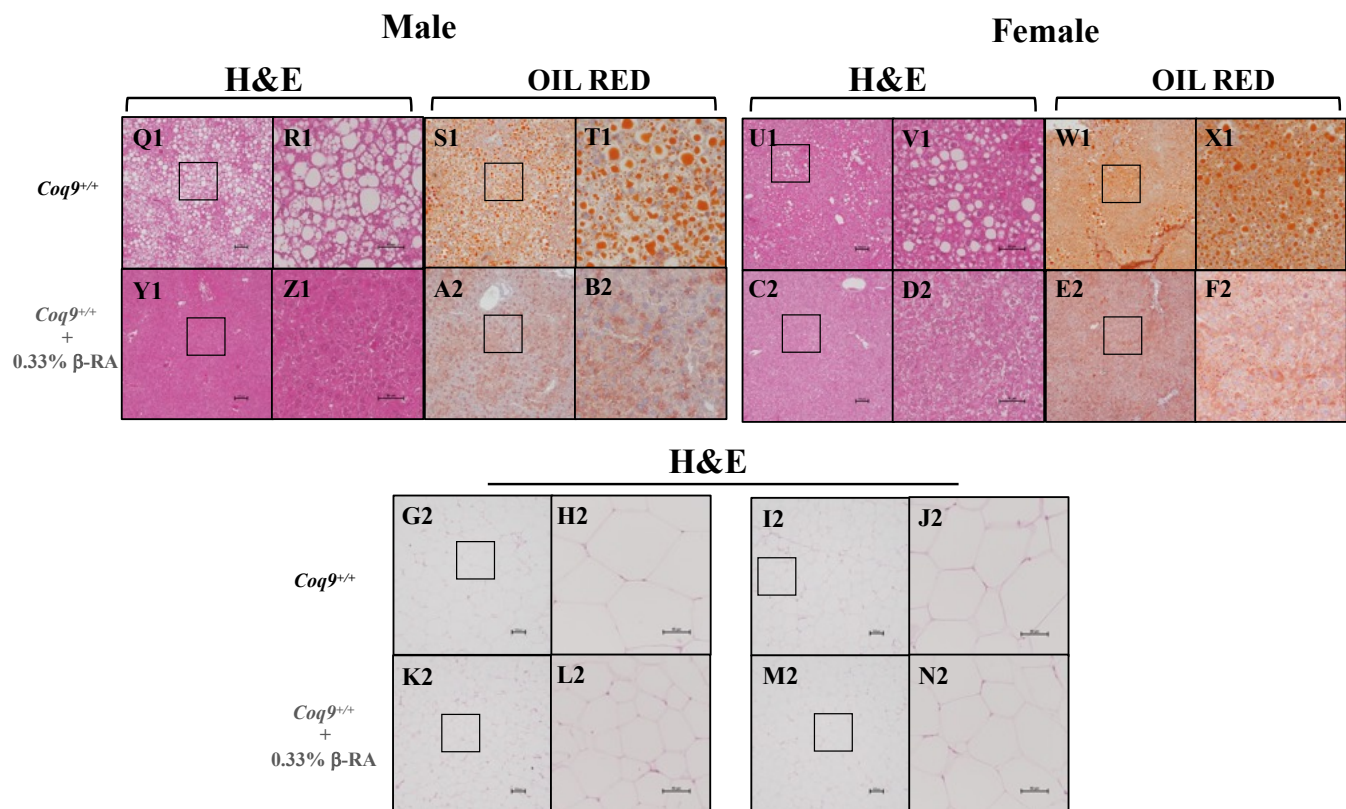 Male Female
H&E OIL RED H&E OIL RED
Q1 R1 S1 T1 U1 V1 W1 X1
Coq9+/+
Y1 Z1 A2 B2 C2 D2 E2 F2
Coq9+/+
+
0.33% β-RA
H&E
G2 H2 I2 J2
Coq9+/+
K2 L2 M2 N2
Coq9+/+
+
0.33% β-RA